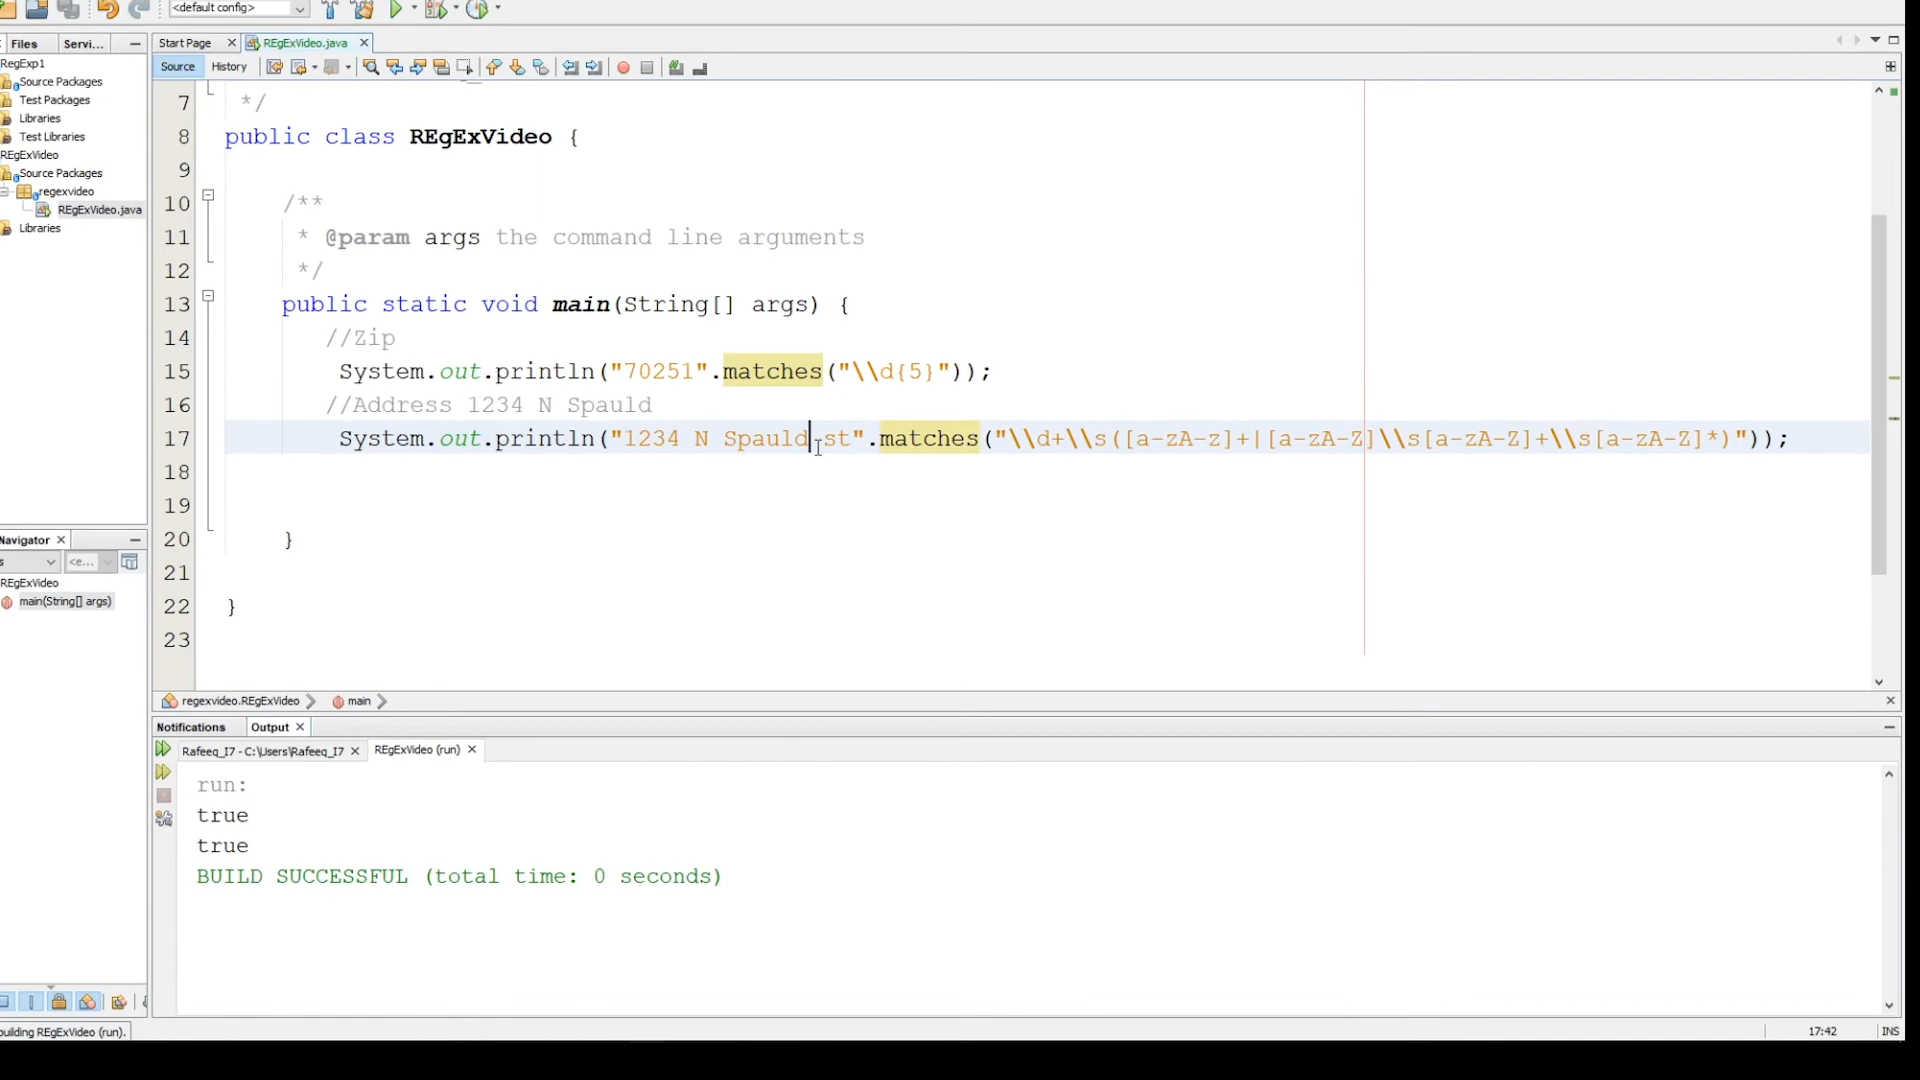 <default config>
Files
Servi...
Start Page
REgExVideo.java
Source
History
RegExp1
Source Packages
Test Packages
Libraries
Test Libraries
REgExVideo
Source Packages
regexvideo
REgExVideo.java
Libraries
7 */
8 public class REgExVideo {
9
10 /**
11 * @param args the command line arguments
12 */
13 public static void main(String[] args) {
14 //Zip
15 System.out.println("70251".matches("\\d{5}"));
16 //Address 1234 N Spauld
17 System.out.println("1234 N Spauld st".matches("\\d+\\s([a-zA-z]+|[a-zA-Z]\\s[a-zA-Z]+\\s[a-zA-Z]*)"));
18
19
20 }
21
22 }
23
Navigator
s
<e...
REgExVideo
main(String[] args)
regexvideo.REgExVideo
main
Notifications
Output
Rafeeq_I7 - C:\Users\Rafeeq_I7
REgExVideo (run)
run:
true
true
BUILD SUCCESSFUL (total time: 0 seconds)
building REgExVideo (run).
17:42
INS